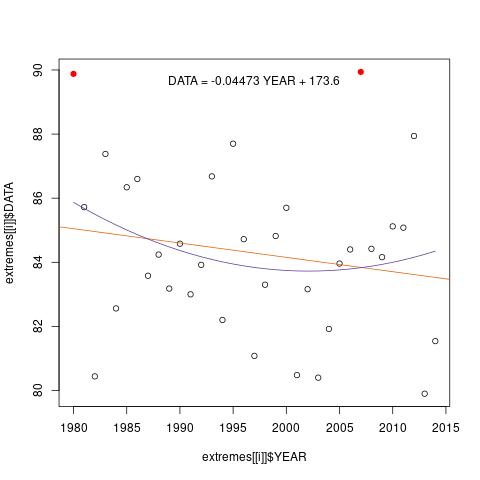 DATA = -0.04473 YEAR + 173.6
90
88
86
84
82
80
extremes[[i]]$DATA
1980 1985 1990 1995 2000 2005 2010 2015
extremes[[i]]$YEAR